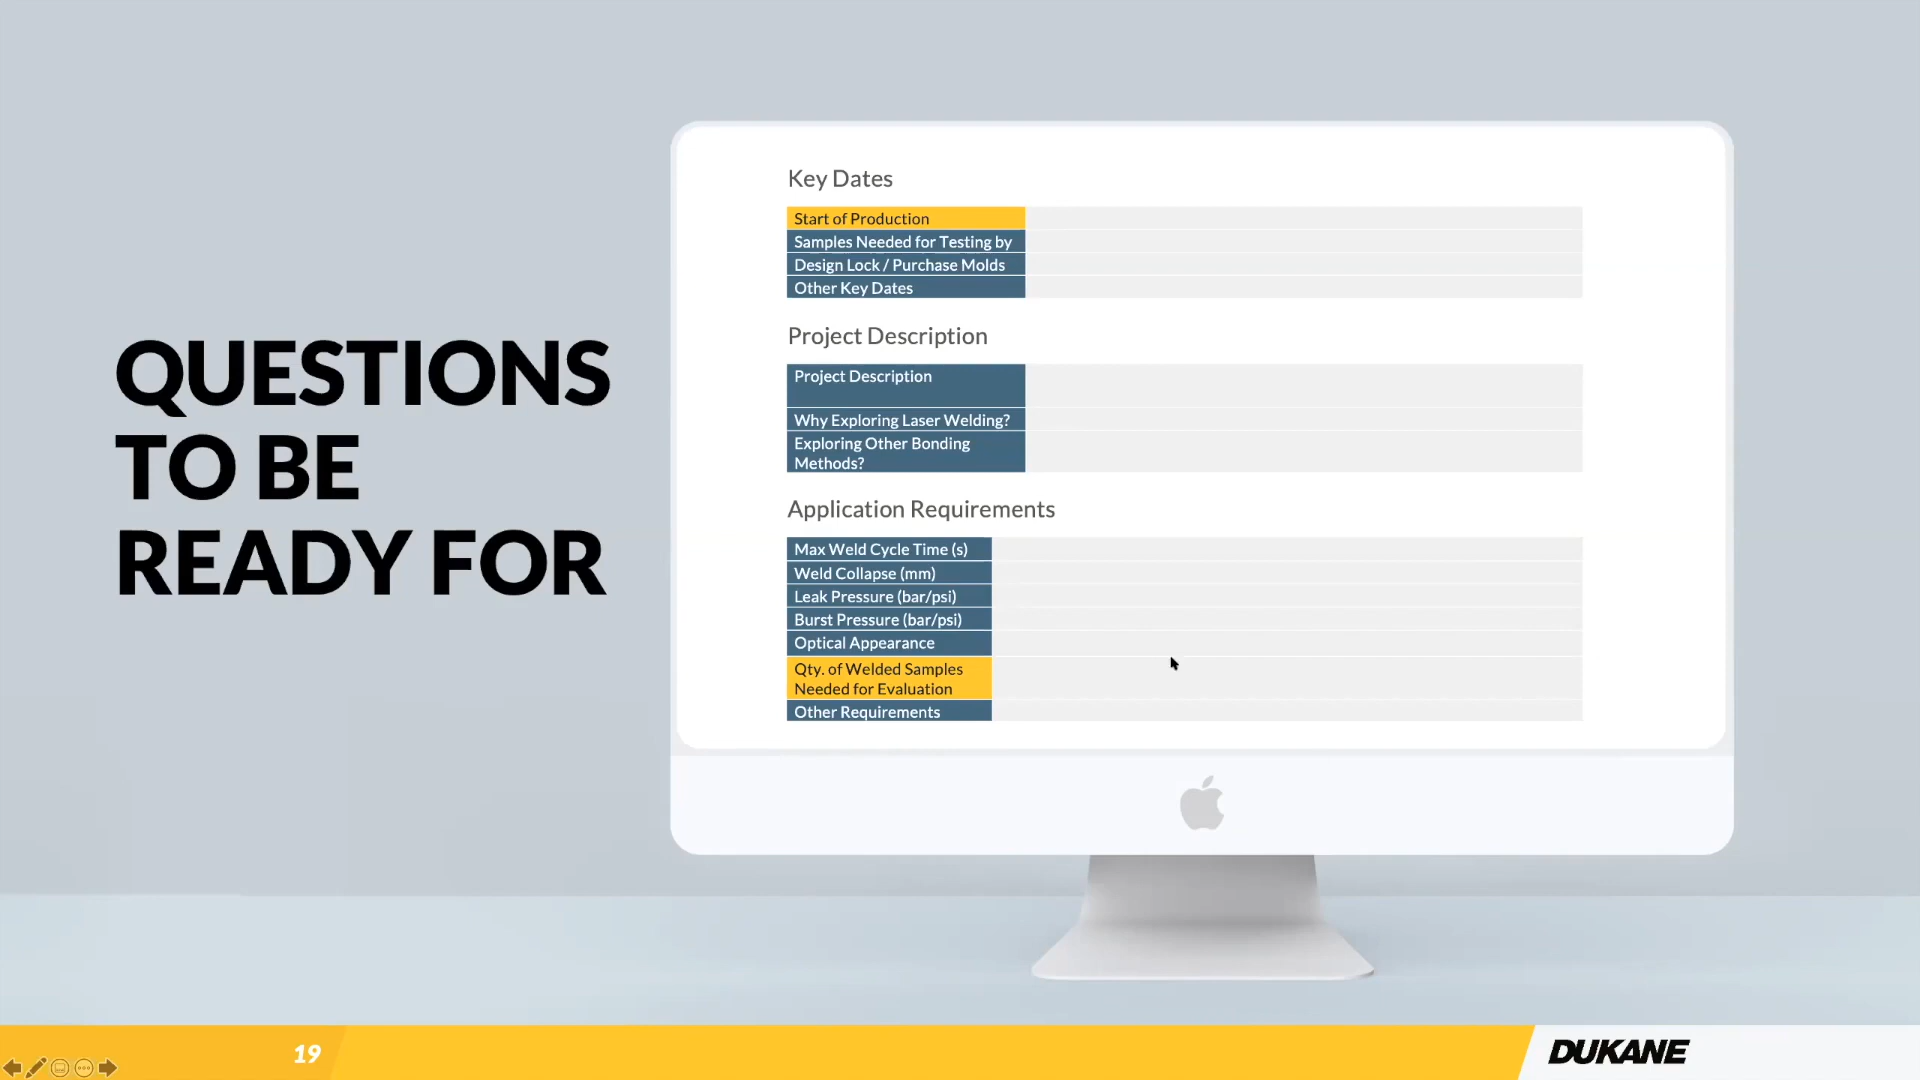 QUESTIONS
TO BE
READY FOR
Key Dates
Start of Production
Samples Needed for Testing by
Design Lock / Purchase Molds
Other Key Dates
Project Description
Project Description
Why Exploring Laser Welding?
Exploring Other Bonding
Methods?
Application Requirements
Max Weld Cycle Time (s)
Weld Collapse (mm)
Leak Pressure (bar/psi)
Burst Pressure (bar/psi)
Optical Appearance
Qty. of Welded Samples
Needed for Evaluation
Other Requirements
19
DUKANE